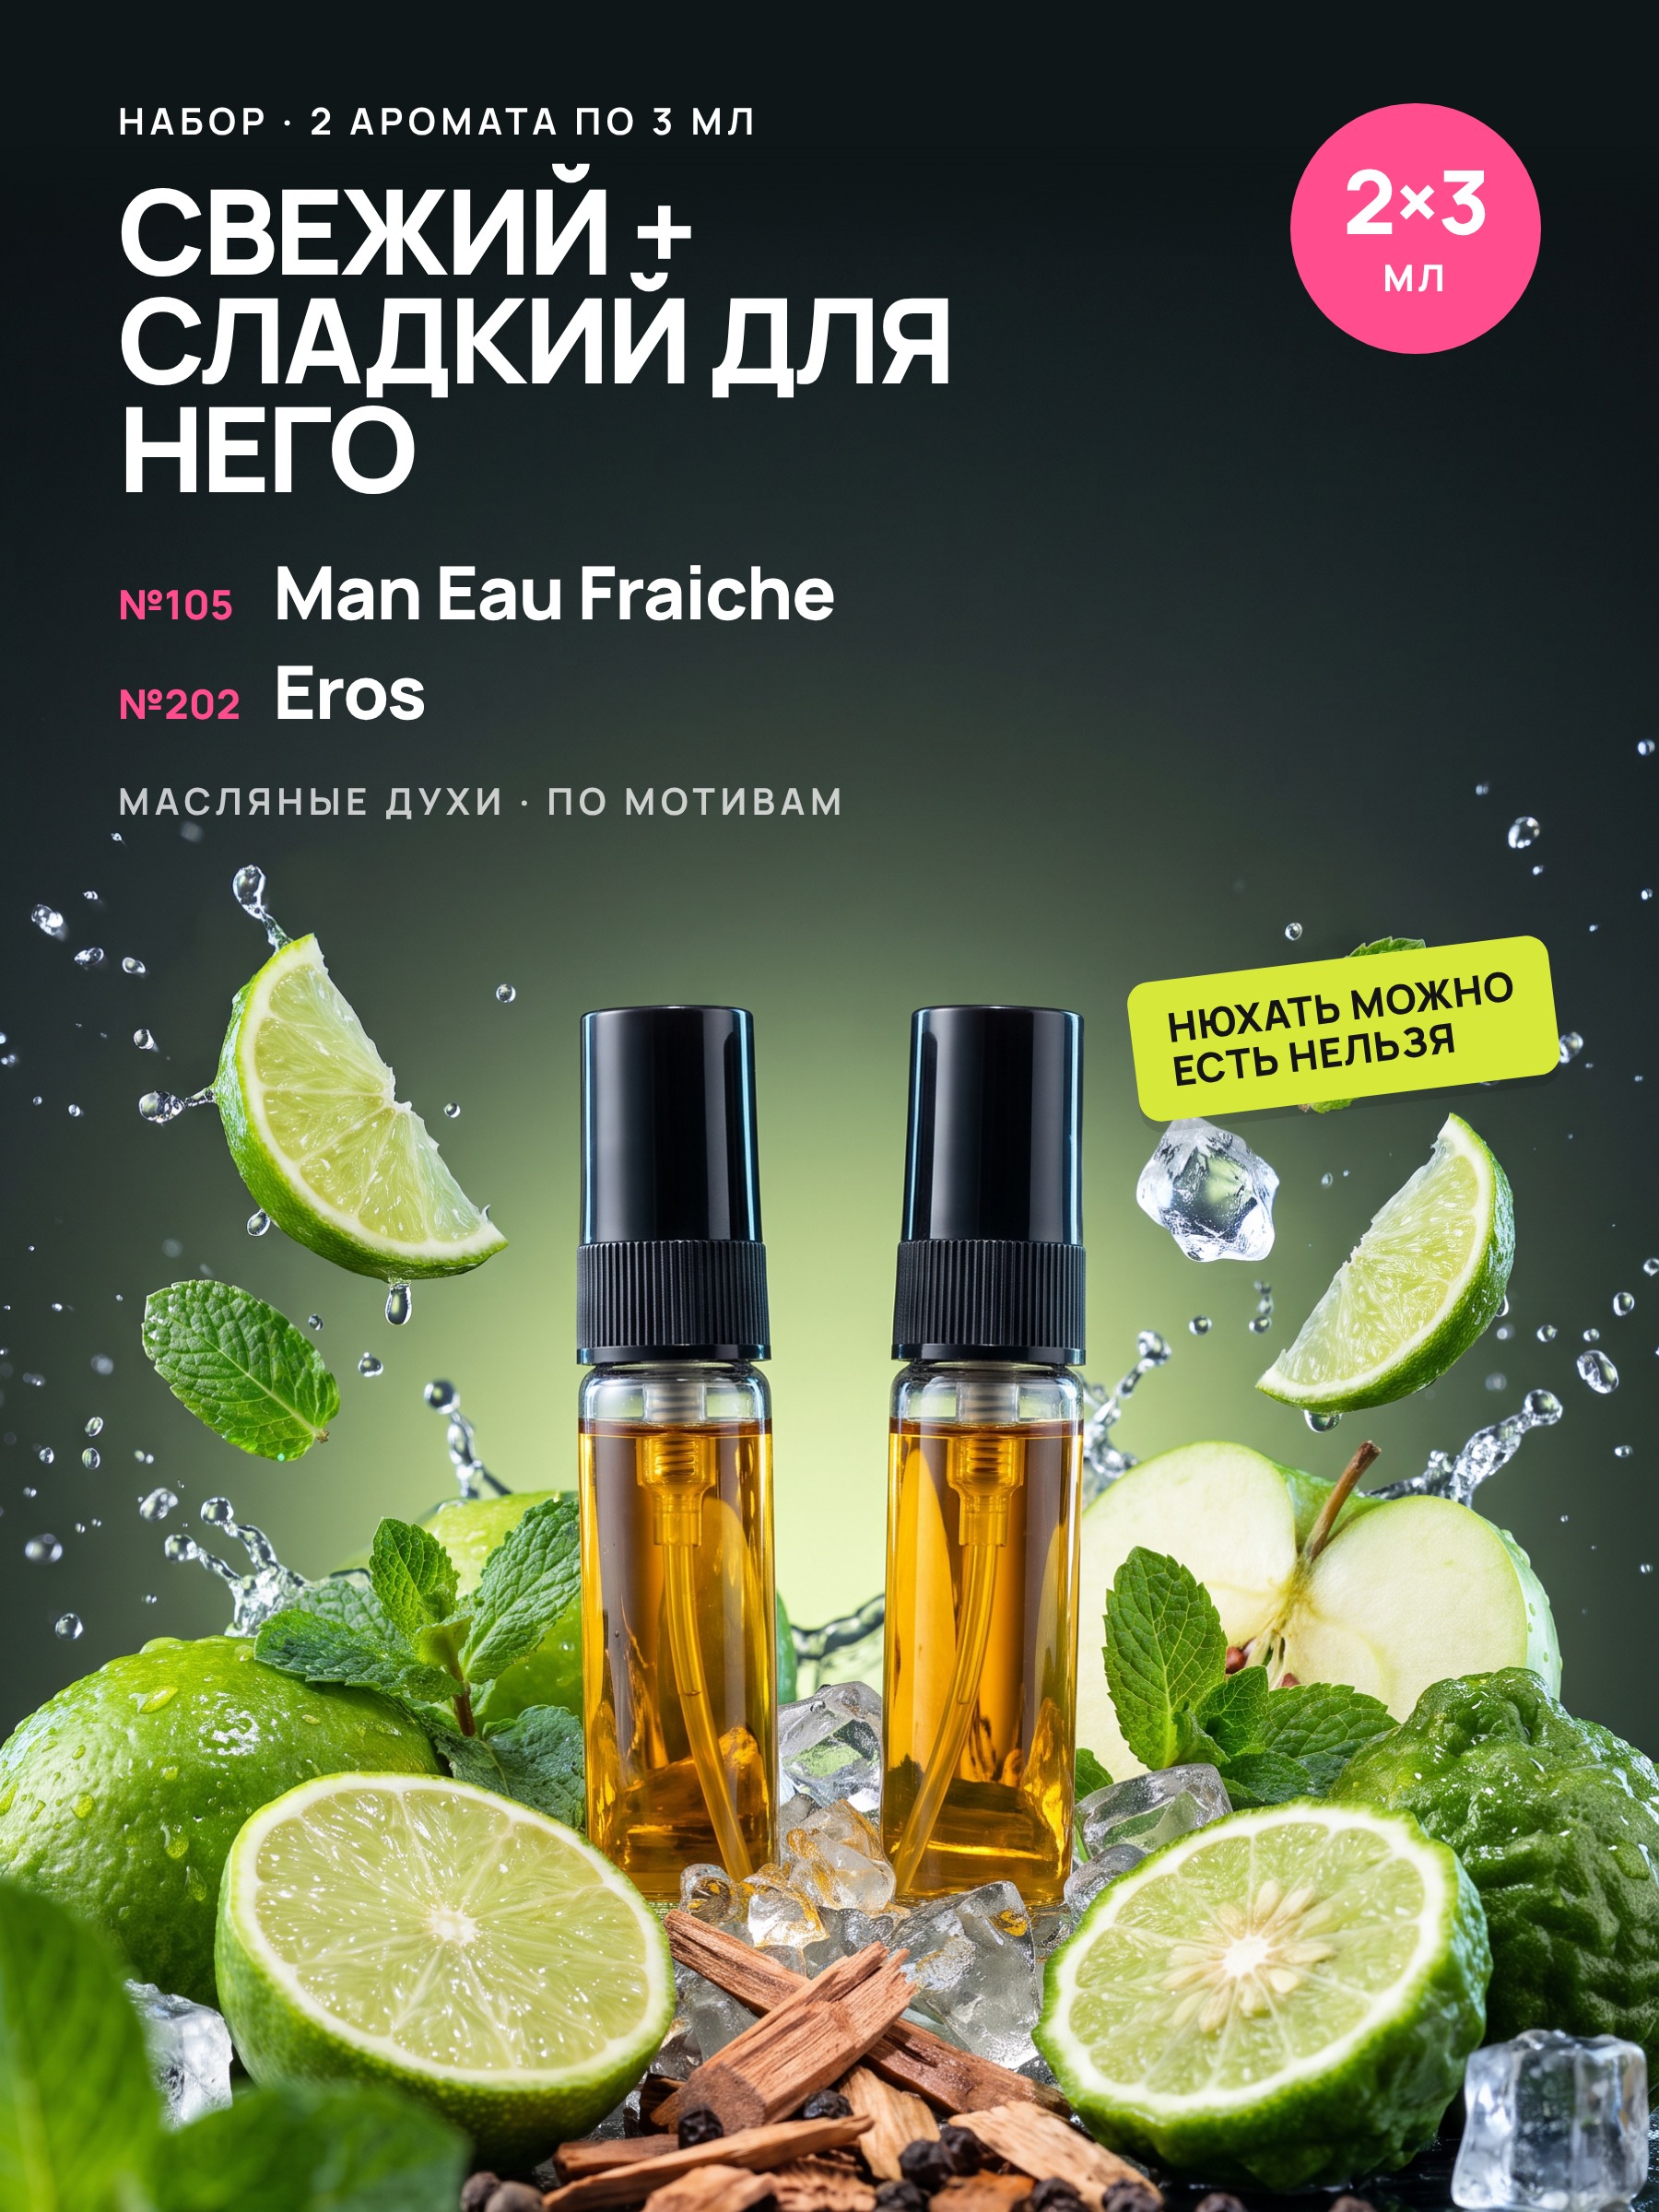 НАБОР · 2 АРОМАТА ПО 3 МЛ
СВЕЖИЙ +
СЛАДКИЙ ДЛЯ
НЕГО
2×3
МЛ
№105 Man Eau Fraiche
№202 Eros
МАСЛЯНЫЕ ДУХИ · ПО МОТИВАМ
НЮХАТЬ МОЖНО
ЕСТЬ НЕЛЬЗЯ